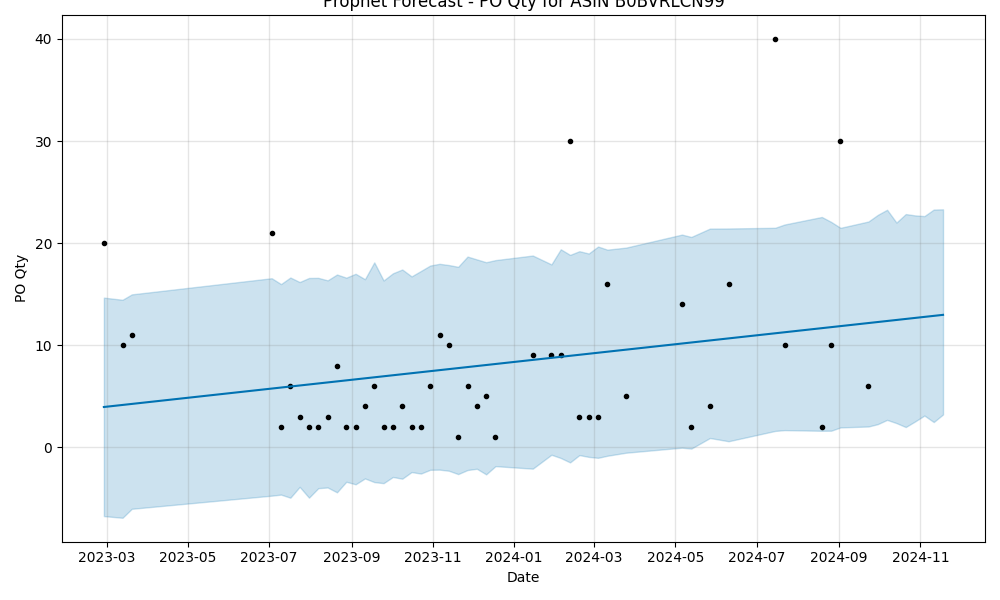 Prophet Forecast - PO Qty for ASIN B0BVRLCN99
40
30
20
10
0
PO Qty
2023-03 2023-05 2023-07 2023-09 2023-11 2024-01 2024-03 2024-05 2024-07 2024-09 2024-11
Date